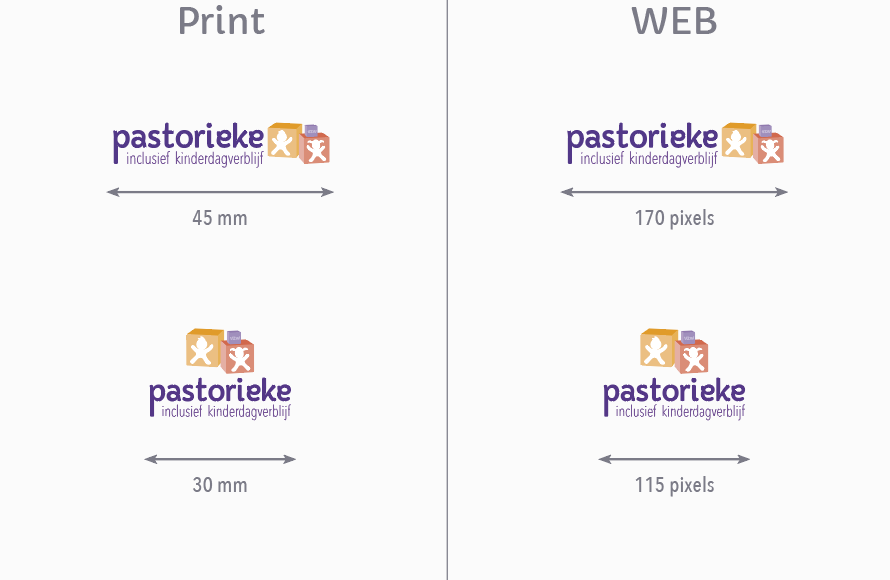 Print
pastorieke
inclusief kinderdagverblijf
45 mm
pastorieke
inclusief kinderdagverblijf
30 mm
WEB
pastorieke
inclusief kinderdagverblijf
170 pixels
pastorieke
inclusief kinderdagverblijf
115 pixels